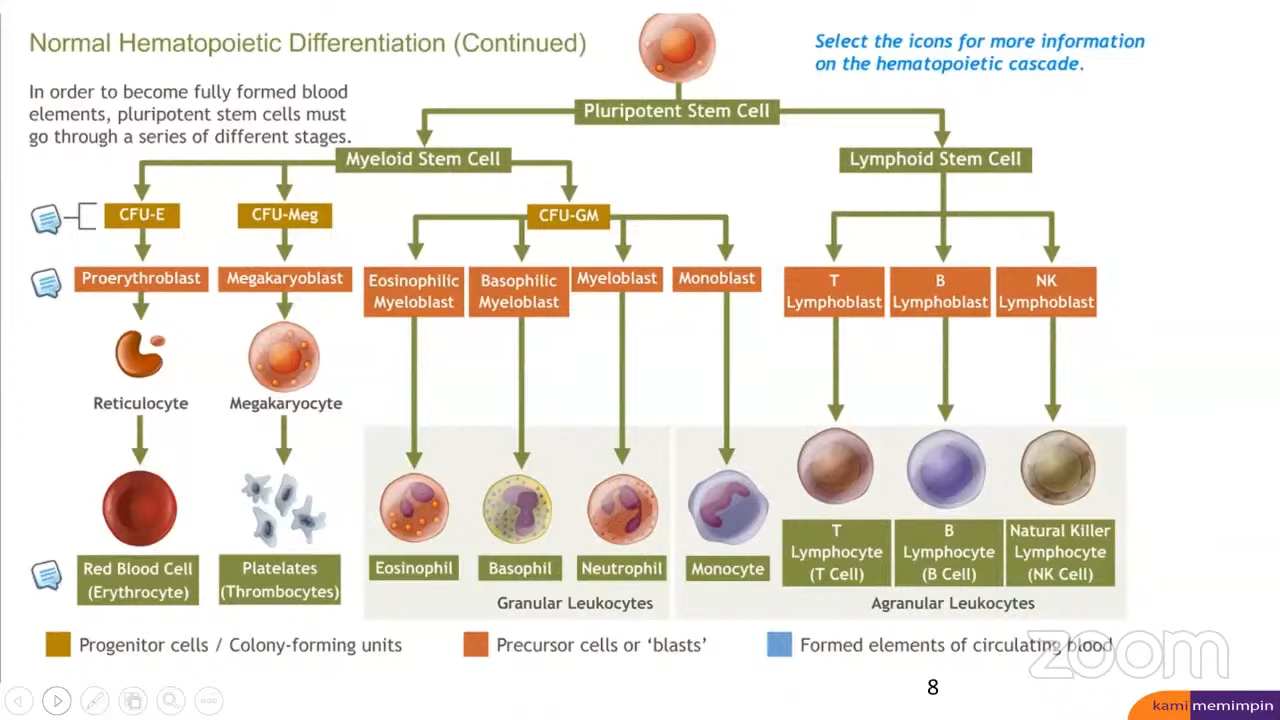 Normal Hematopoietic Differentiation (Continued)
Select the icons for more information
on the hematopoietic cascade.
In order to become fully formed blood
elements, pluripotent stem cells must
go through a series of different stages.
Pluripotent Stem Cell
Myeloid Stem Cell
Lymphoid Stem Cell
CFU-E
CFU-Meg
CFU-GM
Proerythroblast
Megakaryoblast
Eosinophilic
Myeloblast
Basophilic
Myeloblast
Myeloblast
Monoblast
T
Lymphoblast
B
Lymphoblast
NK
Lymphoblast
Reticulocyte
Megakaryocyte
Red Blood Cell
(Erythrocyte)
Platelates
(Thrombocytes)
Eosinophil
Basophil
Neutrophil
Monocyte
T
Lymphocyte
(T Cell)
B
Lymphocyte
(B Cell)
Natural Killer
Lymphocyte
(NK Cell)
Granular Leukocytes
Agranular Leukocytes
Progenitor cells / Colony-forming units
Precursor cells or ‘blasts’
Formed elements of circulating blood
zoom
8
kamimemimpin